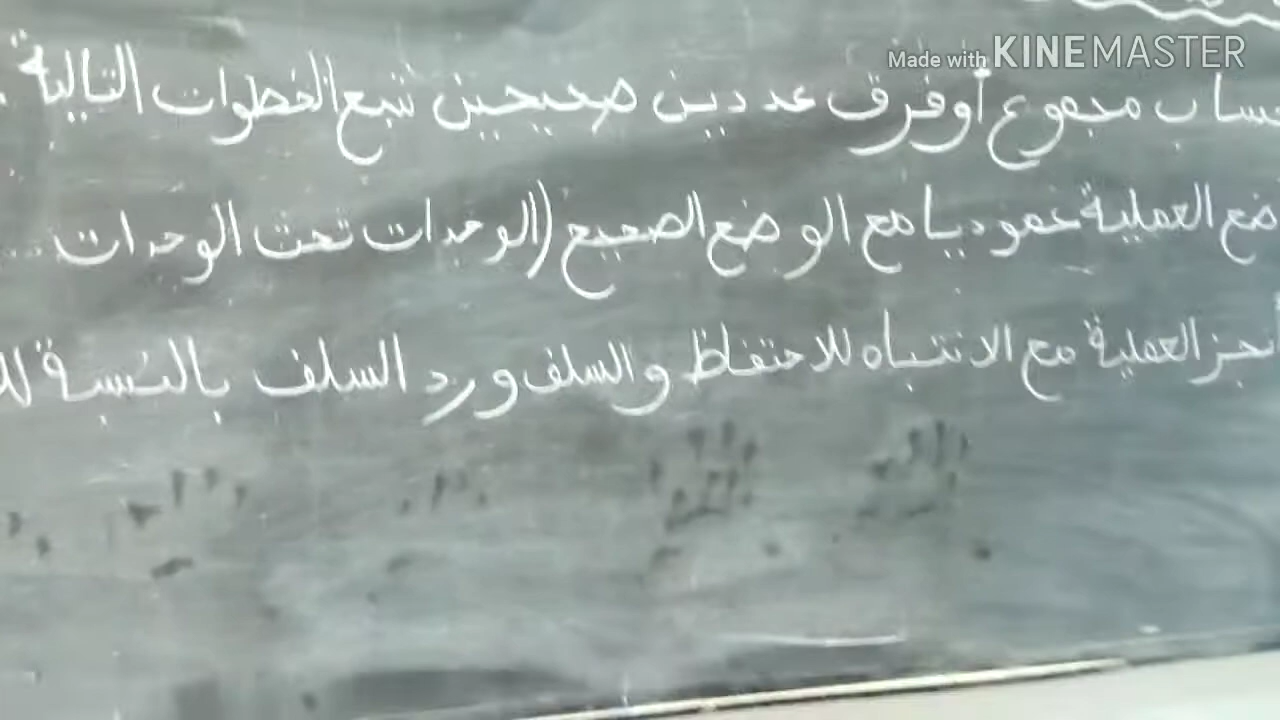 Made with KINEMASTER
حساب مجموع أو فرق عددين صحيحين نتبع الخطوات التالية .
ضع العملية عموديا مع الوضع الصحيح (الوحدات تحت الوحدات ...
أنجز العملية مع الانتباه للاحتفاظ والسلف ورد السلف بالنسبة